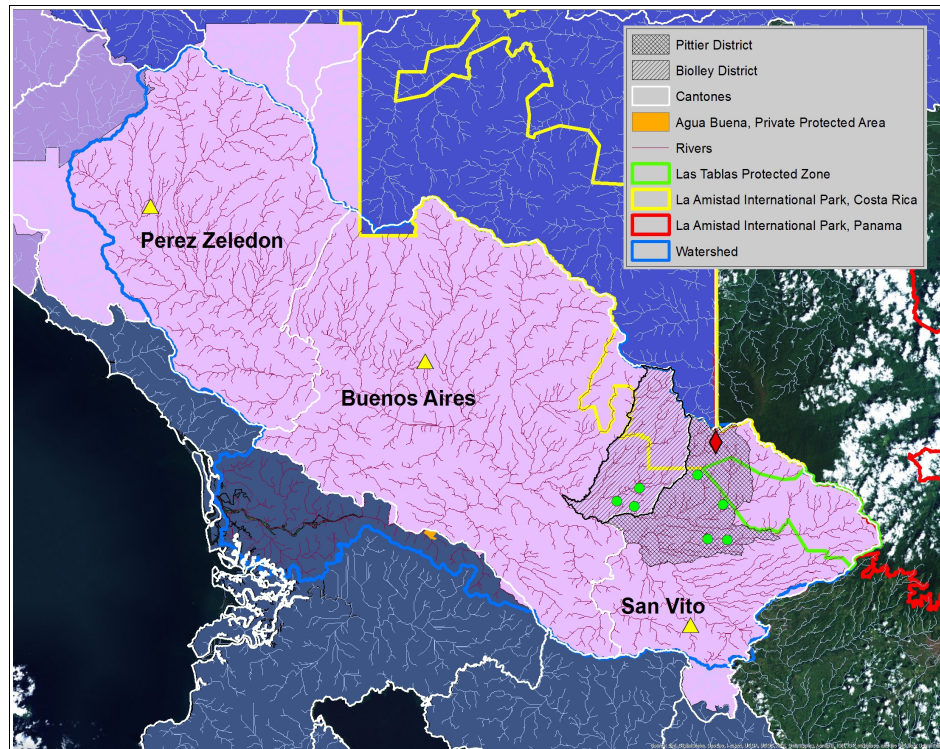 Pittier District
Biolley District
Cantones
Agua Buena, Private Protected Area
Rivers
Las Tablas Protected Zone
La Amistad International Park, Costa Rica
La Amistad International Park, Panama
Watershed
Perez Zeledon
Buenos Aires
San Vito